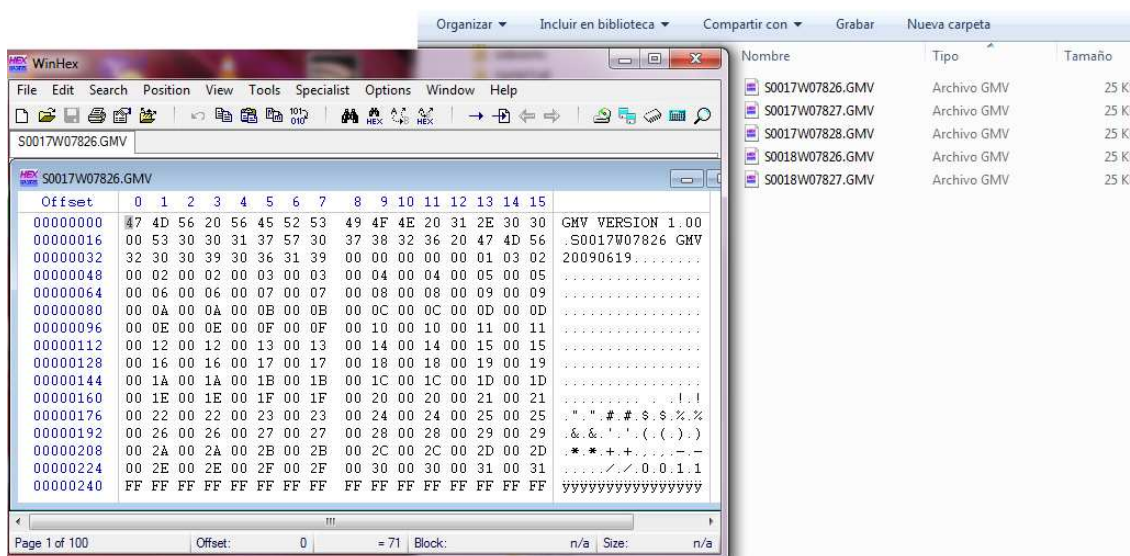 Organizar Incluir en biblioteca Compartir con Grabar Nueva carpeta
Nombre Tipo Tamaño
S0017W07826.GMV Archivo GMV 25 K
S0017W07827.GMV Archivo GMV 25 K
S0017W07828.GMV Archivo GMV 25 K
S0018W07826.GMV Archivo GMV 25 K
S0018W07827.GMV Archivo GMV 25 K
WinHex
File Edit Search Position View Tools Specialist Options Window Help
S0017W07826.GMV
S0017W07826.GMV
Offset 0 1 2 3 4 5 6 7 8 9 10 11 12 13 14 15
00000000 47 4D 56 20 56 45 52 53 49 4F 4E 20 31 2E 30 30 GMV VERSION 1.00
00000016 00 53 30 30 31 37 57 30 37 38 32 36 20 47 4D 56 .S0017W07826 GMV
00000032 32 30 30 39 30 36 31 39 00 00 00 00 00 01 03 02 20090619........
00000048 00 02 00 02 00 03 00 03 00 04 00 04 00 05 00 05 ................
00000064 00 06 00 06 00 07 00 07 00 08 00 08 00 09 00 09 ................
00000080 00 0A 00 0A 00 0B 00 0B 00 0C 00 0C 00 0D 00 0D ................
00000096 00 0E 00 0E 00 0F 00 0F 00 10 00 10 00 11 00 11 ................
00000112 00 12 00 12 00 13 00 13 00 14 00 14 00 15 00 15 ................
00000128 00 16 00 16 00 17 00 17 00 18 00 18 00 19 00 19 ................
00000144 00 1A 00 1A 00 1B 00 1B 00 1C 00 1C 00 1D 00 1D ................
00000160 00 1E 00 1E 00 1F 00 1F 00 20 00 20 00 21 00 21 ......... . .!.!
00000176 00 22 00 22 00 23 00 23 00 24 00 24 00 25 00 25 .".".#.#.$.$.%.%
00000192 00 26 00 26 00 27 00 27 00 28 00 28 00 29 00 29 .&.&.'.'.(.(.).)
00000208 00 2A 00 2A 00 2B 00 2B 00 2C 00 2C 00 2D 00 2D .*.*.+.+.,.,.-.-
00000224 00 2E 00 2E 00 2F 00 2F 00 30 00 30 00 31 00 31 ...../././.0.0.1.1
00000240 FF FF FF FF FF FF FF FF FF FF FF FF FF FF FF FF ÿÿÿÿÿÿÿÿÿÿÿÿÿÿÿÿ
Page 1 of 100 Offset: 0 = 71 Block: n/a Size: n/a